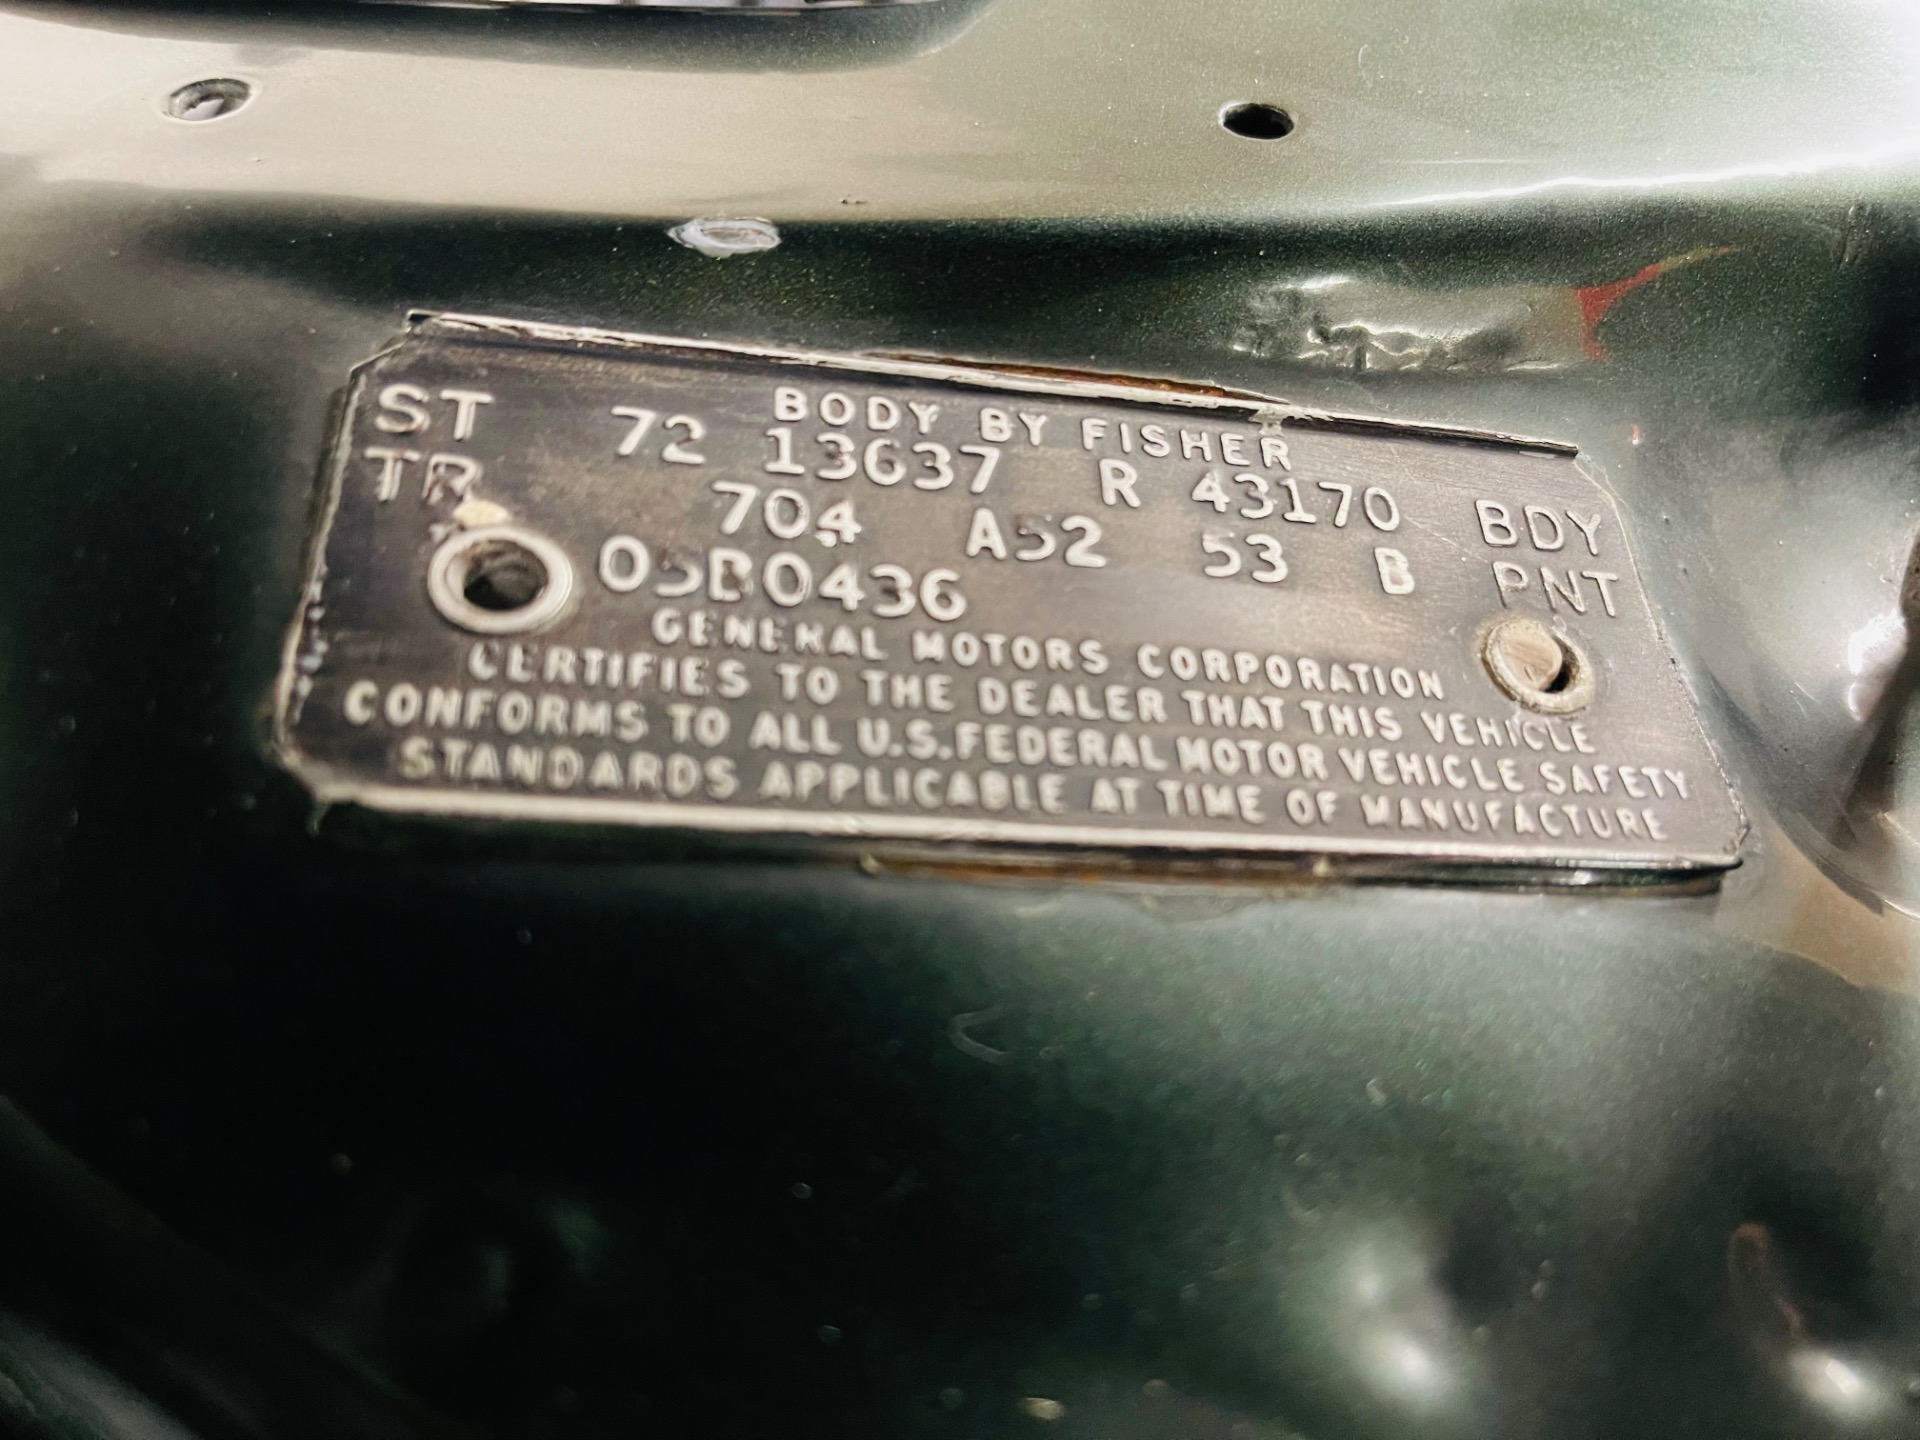 BODY BY FISHER
ST 72 13637 R 43170 BDY
TR 704 A52 53 B PNT
05B0436
GENERAL MOTORS CORPORATION
CERTIFIES TO THE DEALER THAT THIS VEHICLE
CONFORMS TO ALL U.S. FEDERAL MOTOR VEHICLE SAFETY
STANDARDS APPLICABLE AT TIME OF MANUFACTURE